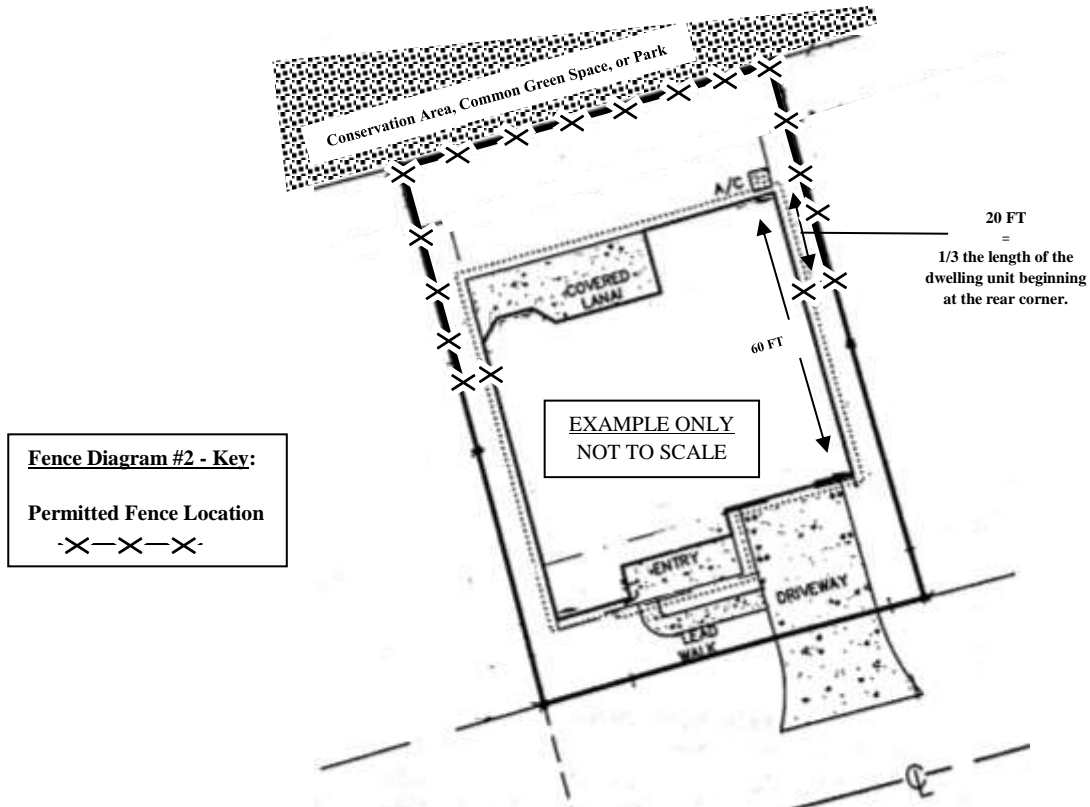 Conservation Area, Common Green Space, or Park
A/C
20 FT
=
1/3 the length of the
dwelling unit beginning
at the rear corner.
COVERED
LANAI
60 FT
EXAMPLE ONLY
NOT TO SCALE
Fence Diagram #2 - Key:
Permitted Fence Location
ENTRY
DRIVEWAY
LEAD
WALK
℄